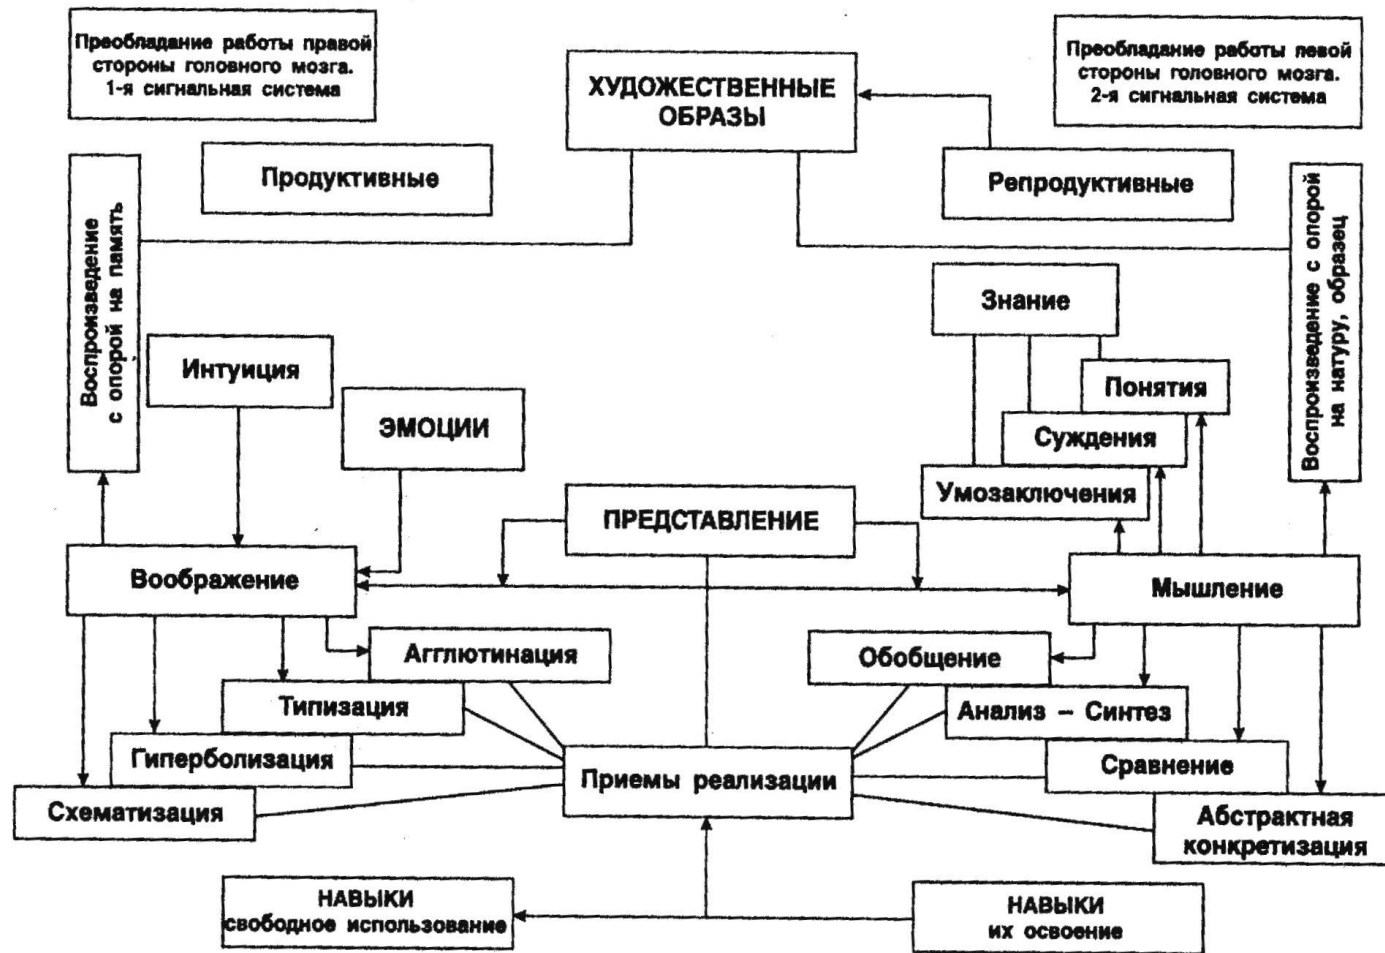 Преобладание работы правой
стороны головного мозга.
1-я сигнальная система
ХУДОЖЕСТВЕННЫЕ
ОБРАЗЫ
Преобладание работы левой
стороны головного мозга.
2-я сигнальная система
Продуктивные
Репродуктивные
Воспроизведение
с опорой на память
Воспроизведение с опорой
на натуру, образец
Знание
Интуиция
Понятия
ЭМОЦИИ
Суждения
Умозаключения
ПРЕДСТАВЛЕНИЕ
Воображение
Мышление
Агглютинация
Обобщение
Типизация
Анализ – Синтез
Гиперболизация
Приемы реализации
Сравнение
Схематизация
Абстрактная
конкретизация
НАВЫКИ
свободное использование
НАВЫКИ
их освоение